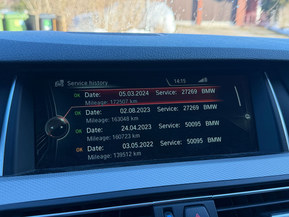 Service history
14:15
OK Date: 05.03.2024 Service: 27269 BMW
Mileage: 172907 km
OK Date: 02.08.2023 Service: 27269 BMW
Mileage: 163048 km
OK Date: 24.04.2023 Service: 50095 BMW
Mileage: 160723 km
OK Date: 03.05.2022 Service: 50095 BMW
Mileage: 139512 km